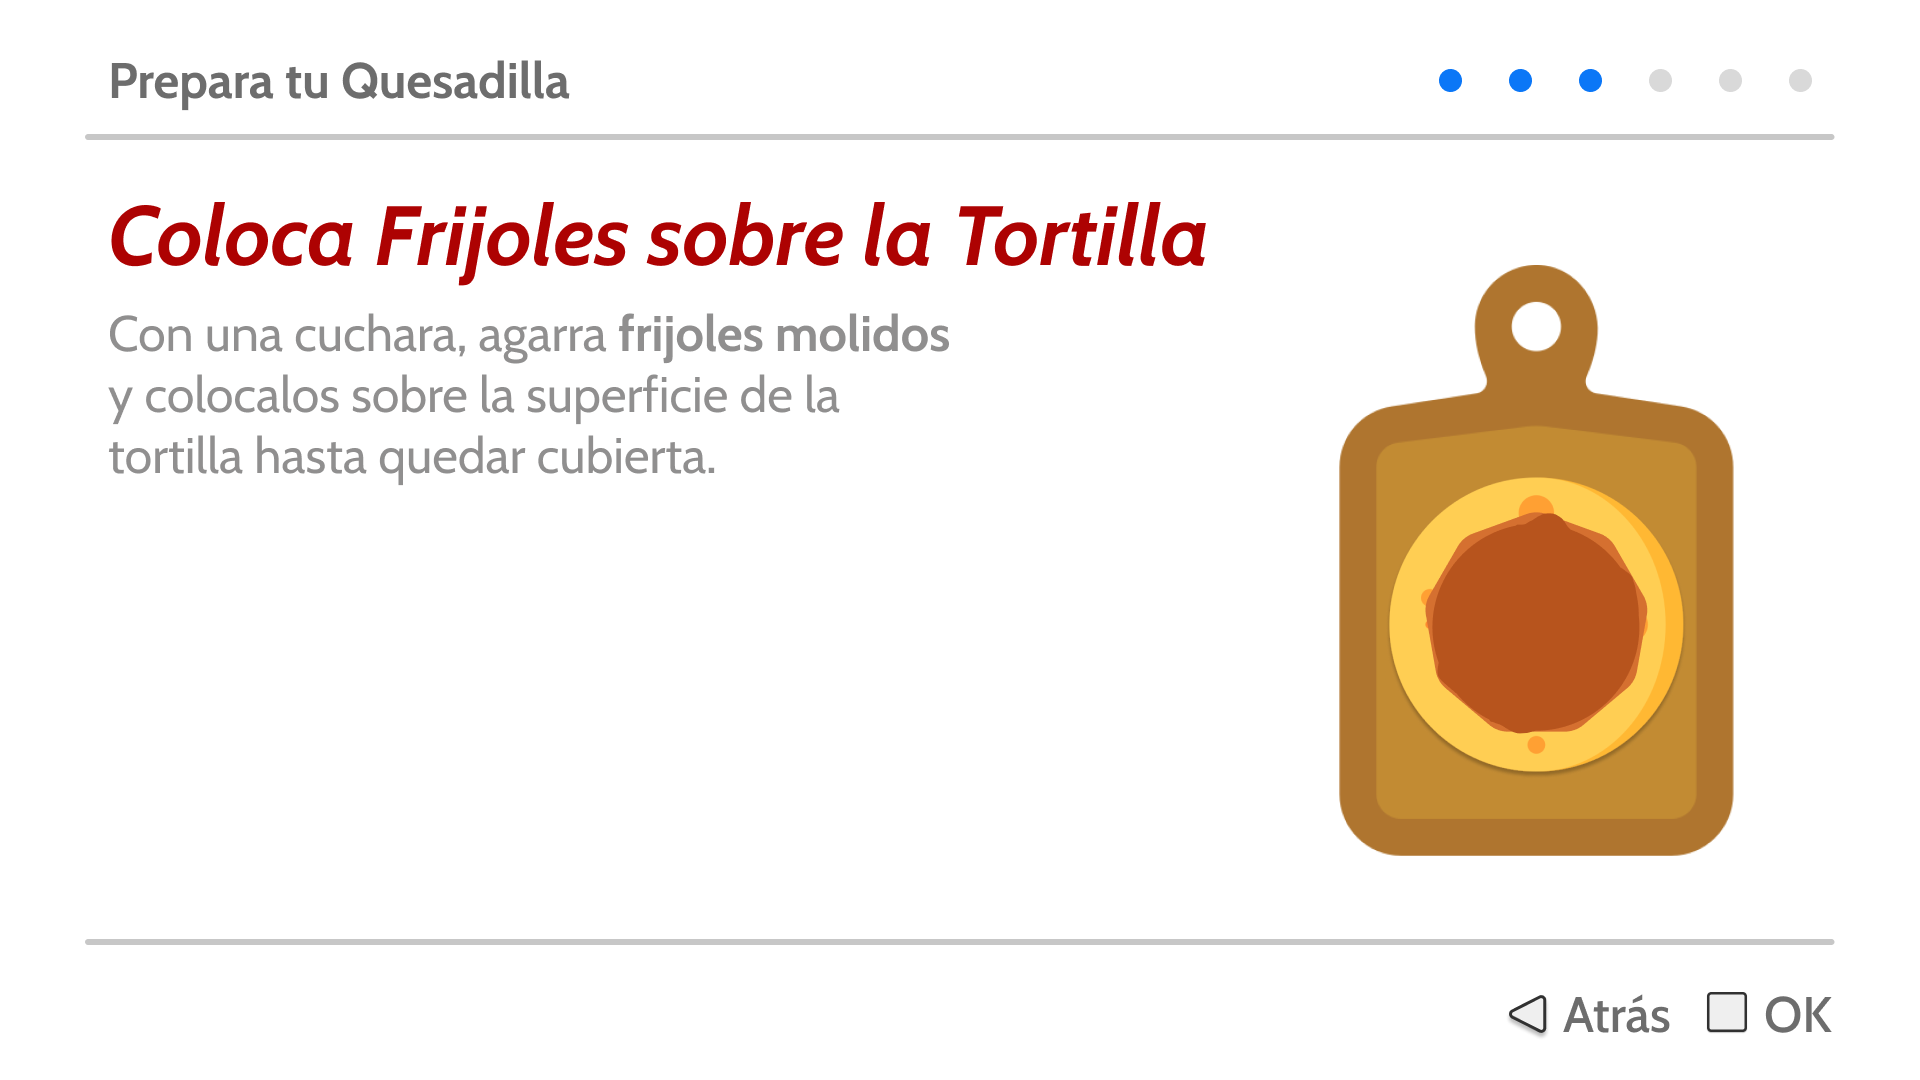 Prepara tu Quesadilla
Coloca Frijoles sobre la Tortilla
Con una cuchara, agarra frijoles molidos
y colocalos sobre la superficie de la
tortilla hasta quedar cubierta.
Atrás OK